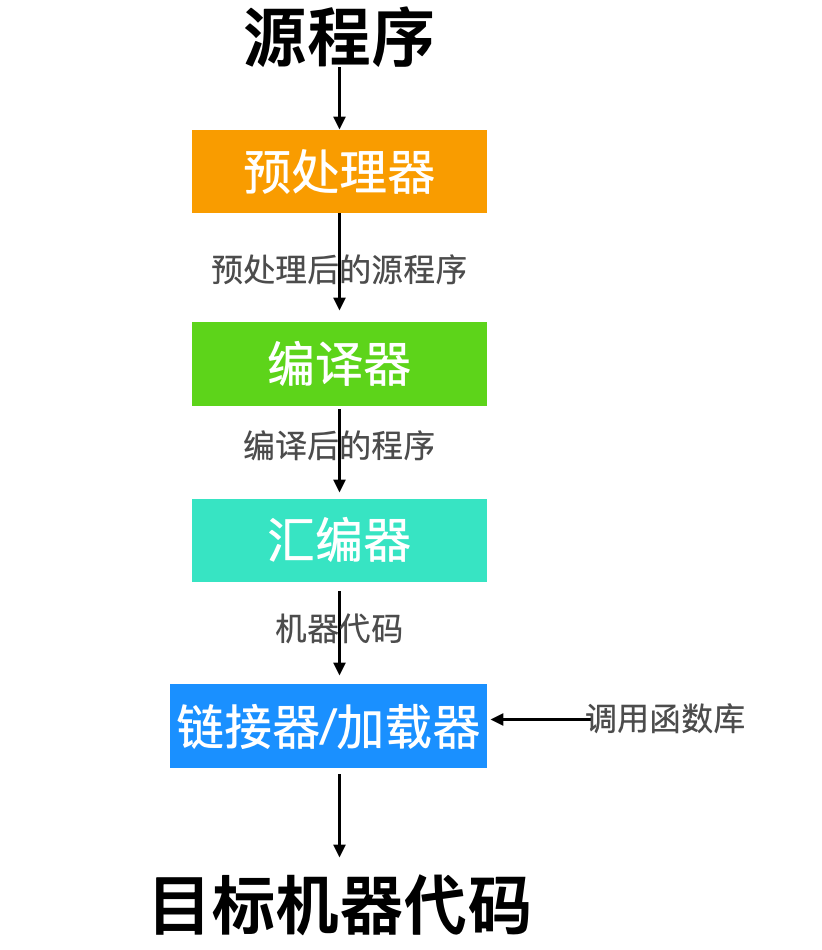 源程序
预处理器
预处理后的源程序
编译器
编译后的程序
汇编器
机器代码
链接器/加载器
调用函数库
目标机器代码